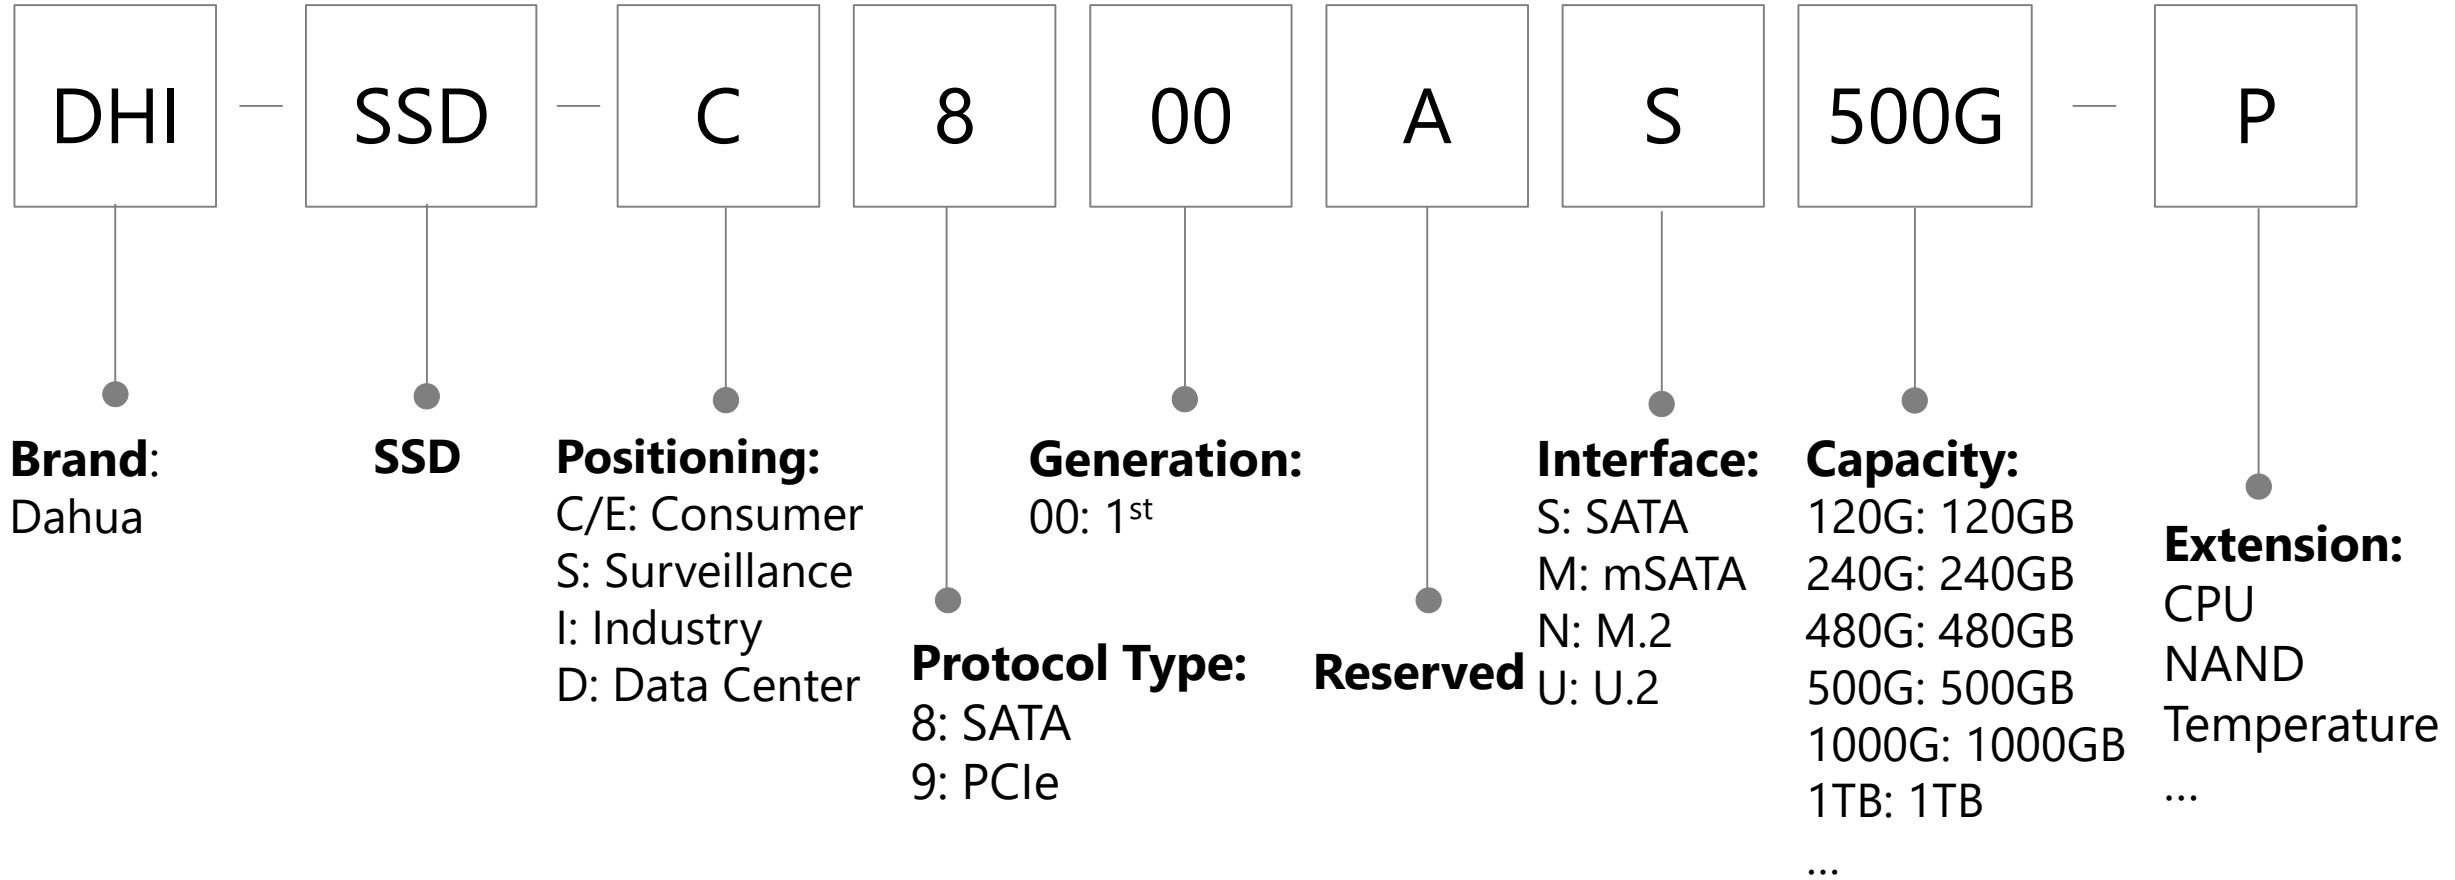 DHI — SSD — C 8 00 A S 500G — P
Brand:
Dahua
SSD
Positioning:
C/E: Consumer
S: Surveillance
I: Industry
D: Data Center
Protocol Type:
8: SATA
9: PCIe
Generation:
00: 1st
Reserved
Interface:
S: SATA
M: mSATA
N: M.2
U: U.2
Capacity:
120G: 120GB
240G: 240GB
480G: 480GB
500G: 500GB
1000G: 1000GB
1TB: 1TB
...
Extension:
CPU
NAND
Temperature
...